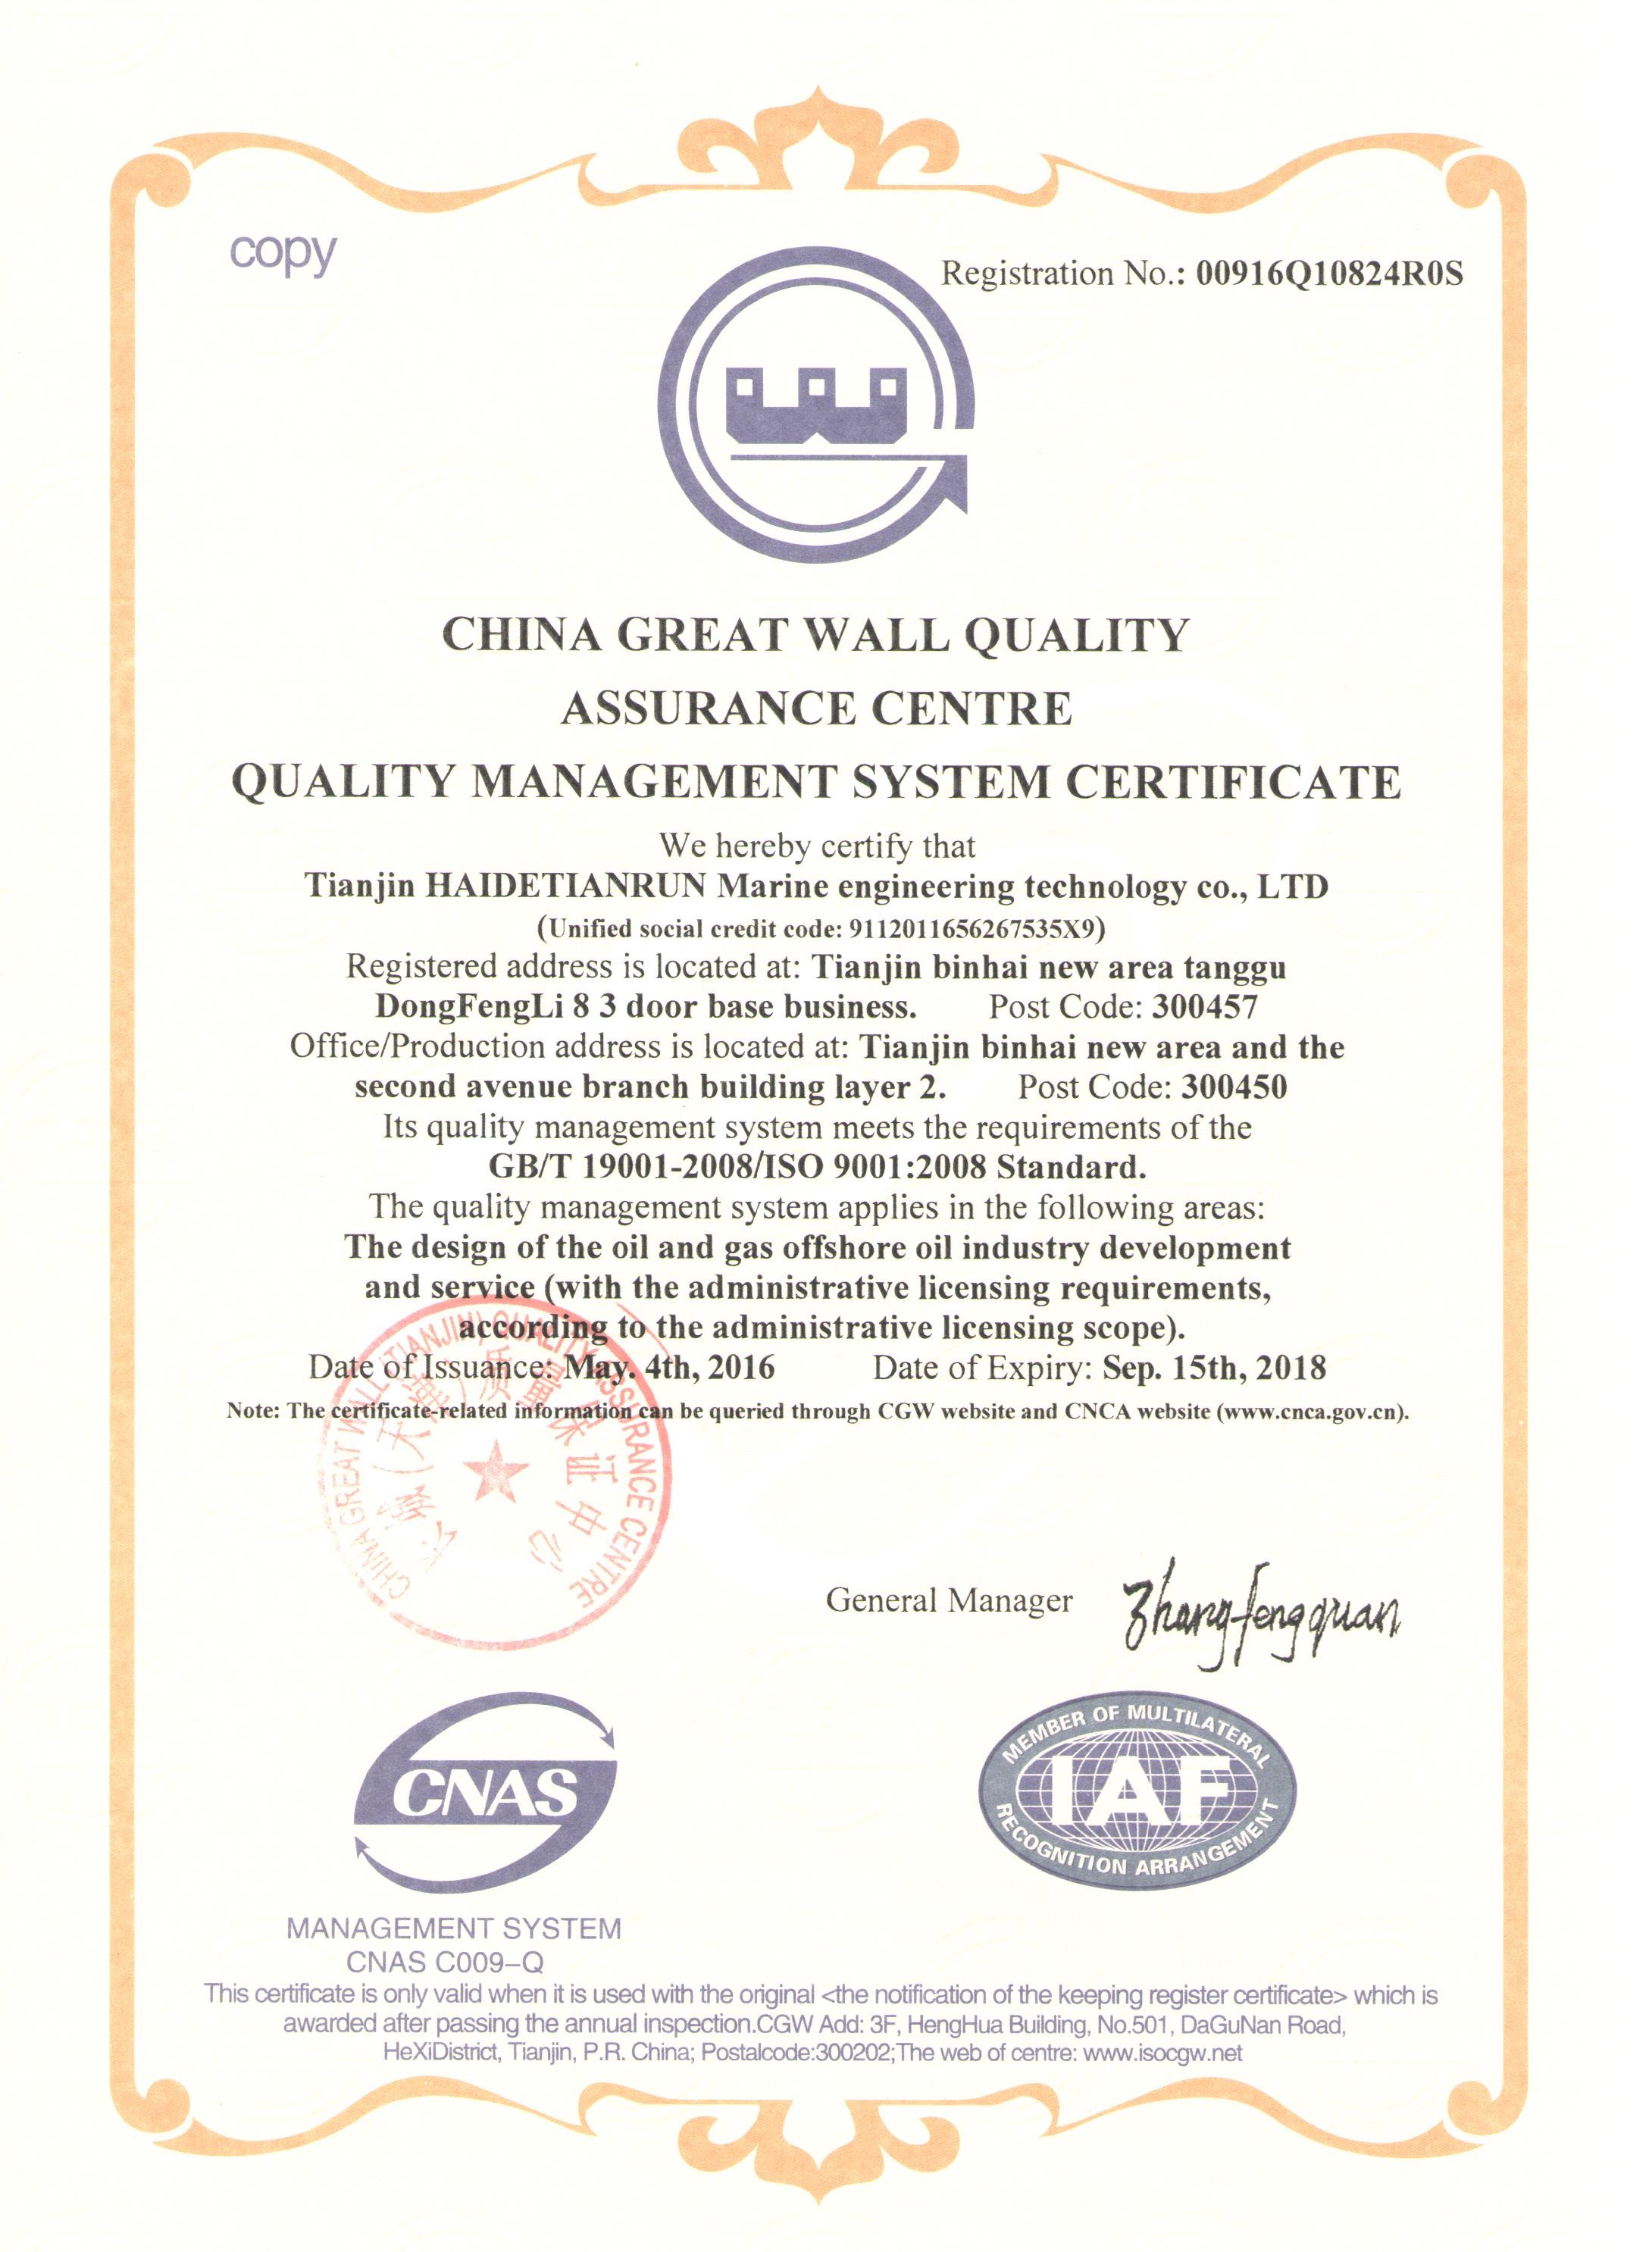 copy
Registration No.: 00916Q10824R0S
CHINA GREAT WALL QUALITY
ASSURANCE CENTRE
QUALITY MANAGEMENT SYSTEM CERTIFICATE
We hereby certify that
Tianjin HAIDETIANRUN Marine engineering technology co., LTD
(Unified social credit code: 9112011656267535X9)
Registered address is located at: Tianjin binhai new area tanggu
DongFengLi 8 3 door base business. Post Code: 300457
Office/Production address is located at: Tianjin binhai new area and the
second avenue branch building layer 2. Post Code: 300450
Its quality management system meets the requirements of the
GB/T 19001-2008/ISO 9001:2008 Standard.
The quality management system applies in the following areas:
The design of the oil and gas offshore oil industry development
and service (with the administrative licensing requirements,
according to the administrative licensing scope).
Date of Issuance: May. 4th, 2016 Date of Expiry: Sep. 15th, 2018
Note: The certificate-related information can be queried through CGW website and CNCA website (www.cnca.gov.cn).
CHINA GREAT WALL (TIANJIN) QUALITY ASSURANCE CENTRE
长城(天津)质量保证中心
General Manager Zhangfengquan
CNAS
MEMBER OF MULTILATERAL
IAF
RECOGNITION ARRANGEMENT
MANAGEMENT SYSTEM
CNAS C009-Q
This certificate is only valid when it is used with the original <the notification of the keeping register certificate> which is
awarded after passing the annual inspection.CGW Add: 3F, HengHua Building, No.501, DaGuNan Road,
HeXiDistrict, Tianjin, P.R. China; Postalcode:300202;The web of centre: www.isocgw.net